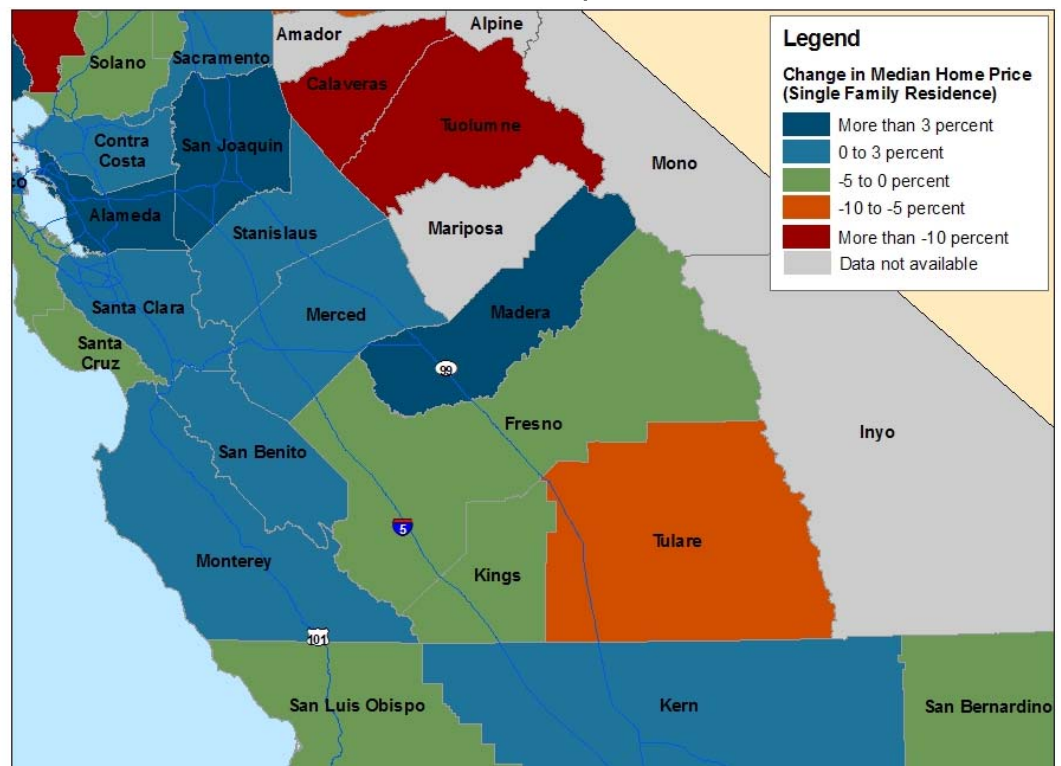 Alpine
Amador
Solano
Sacramento
Calaveras
Contra
Costa
San Joaquin
Tuolumne
Mono
co
Alameda
Stanislaus
Mariposa
Santa Clara
Merced
Madera
Santa
Cruz
99
Fresno
Inyo
San Benito
5
Tulare
Monterey
Kings
101
San Luis Obispo
Kern
San Bernardino
Legend
Change in Median Home Price
(Single Family Residence)
More than 3 percent
0 to 3 percent
-5 to 0 percent
-10 to -5 percent
More than -10 percent
Data not available